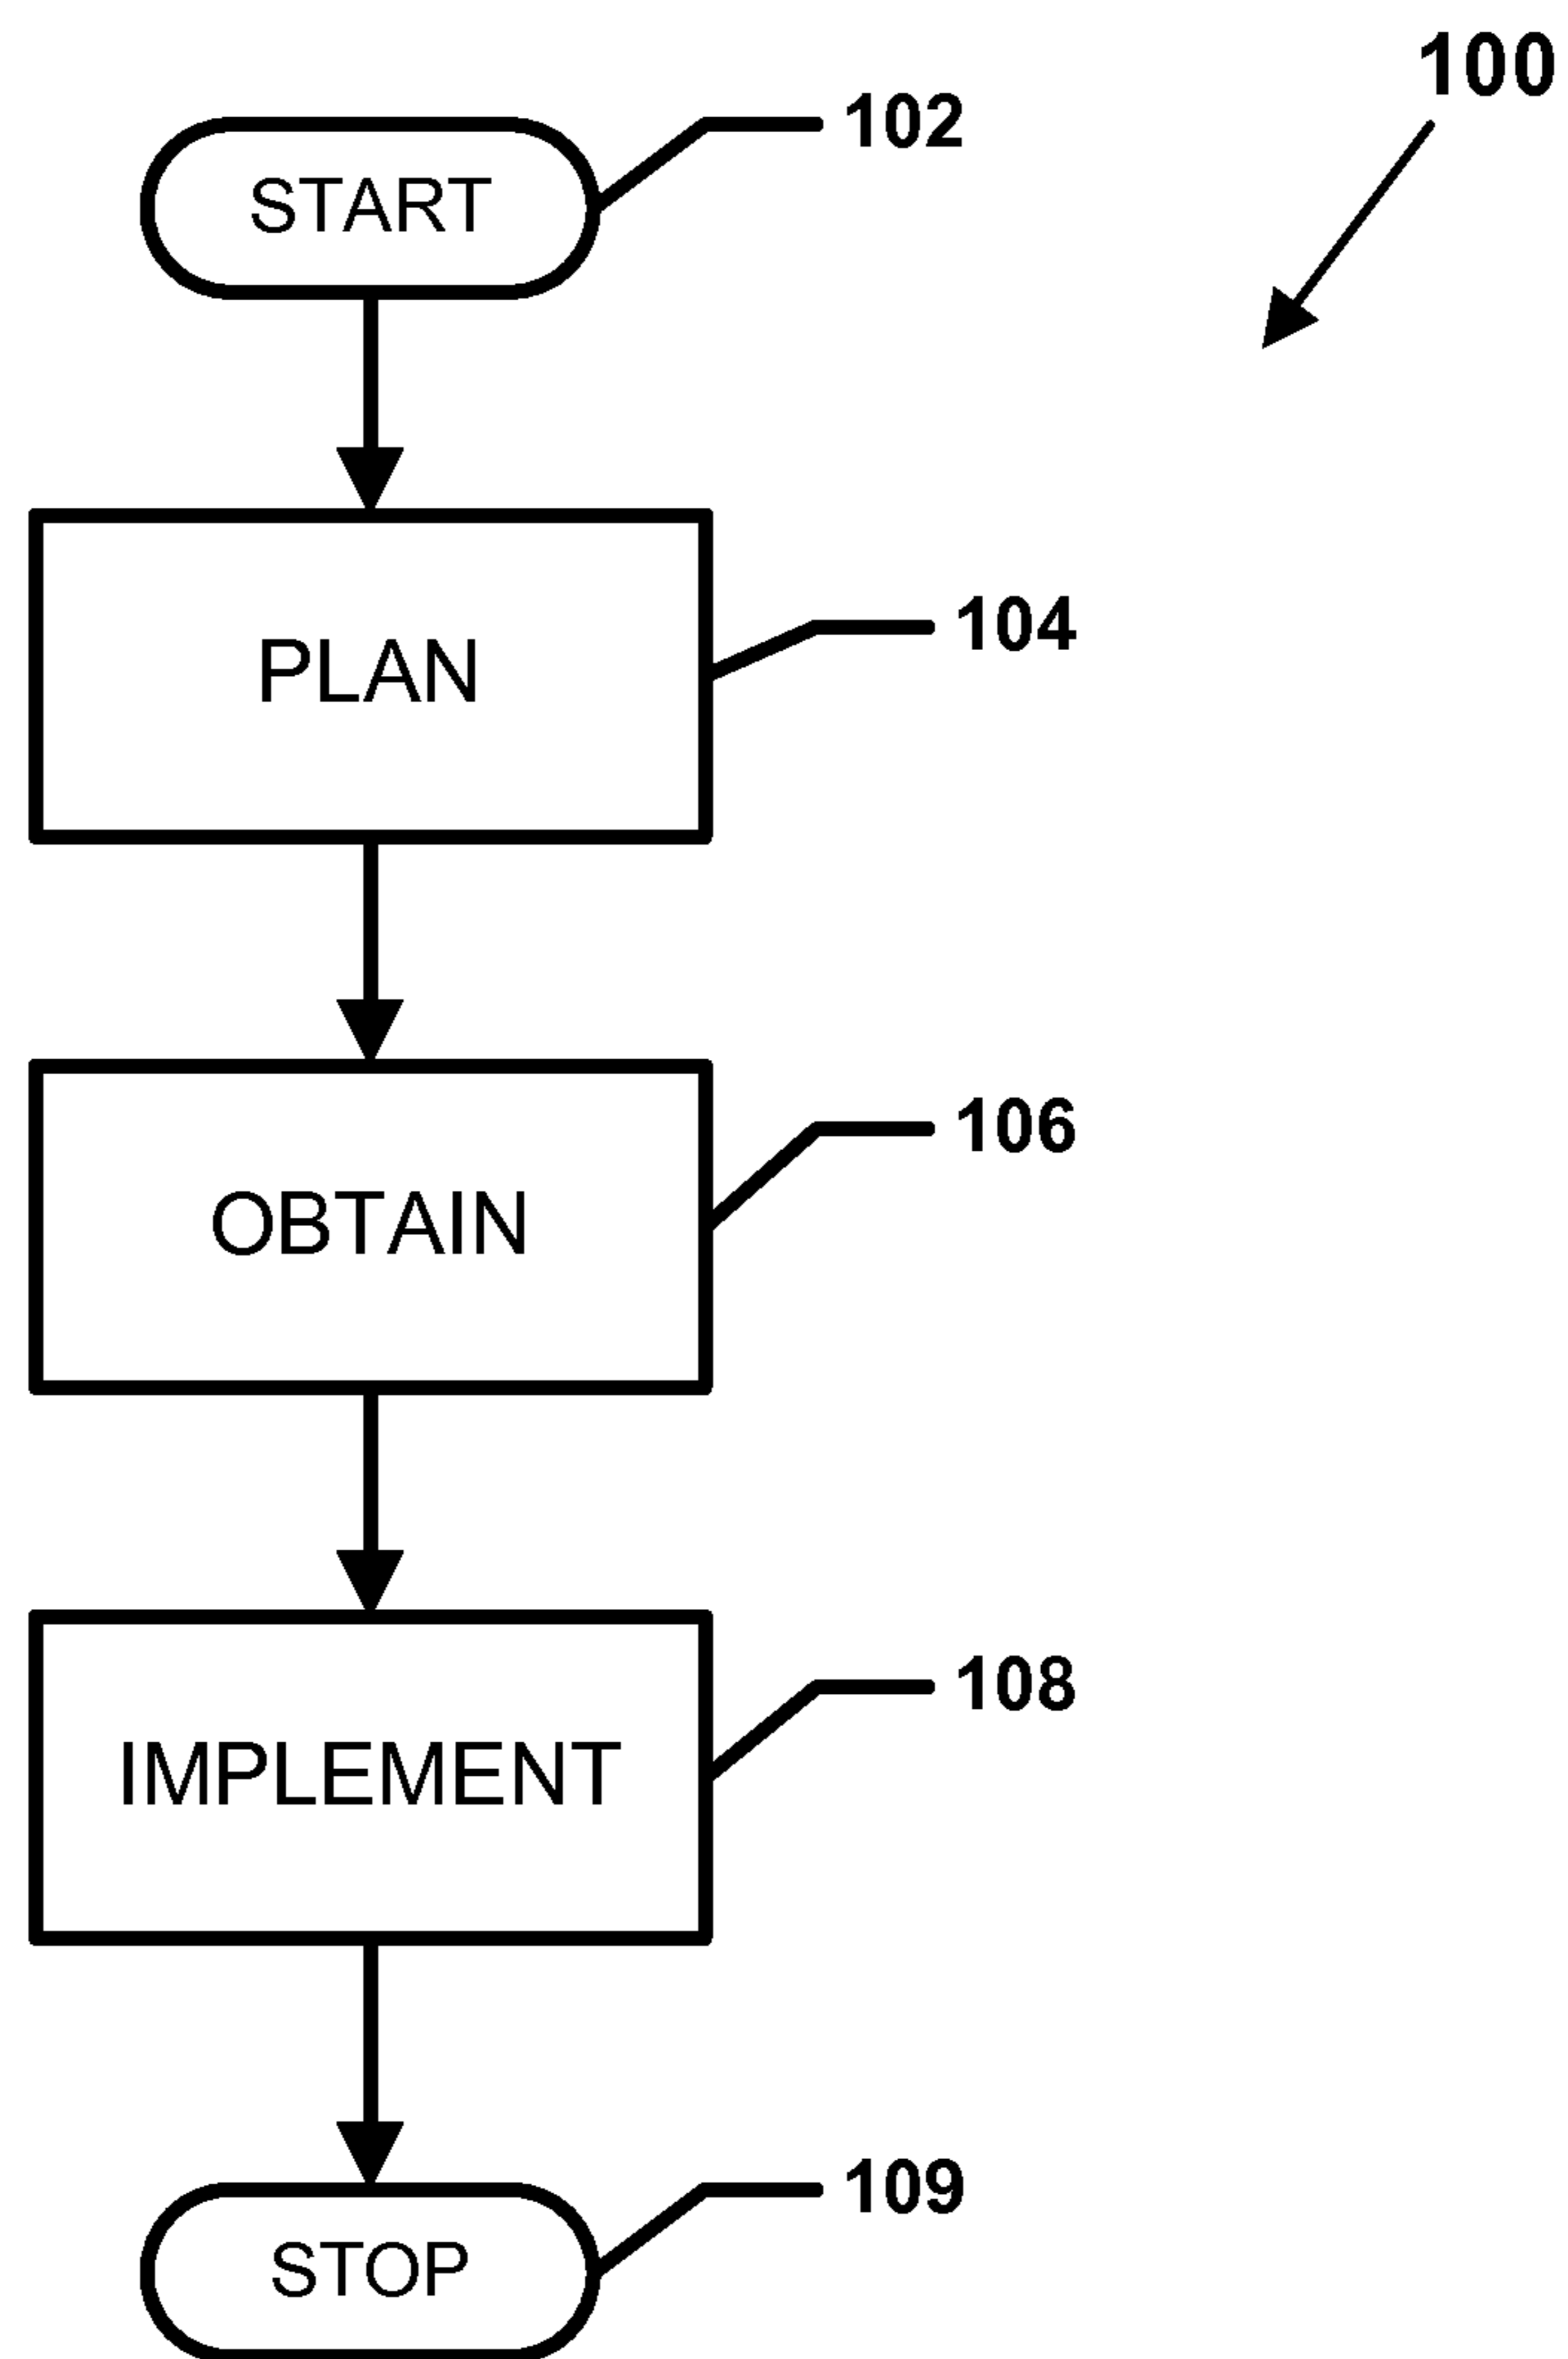 100
102
START
104
PLAN
106
OBTAIN
108
IMPLEMENT
109
STOP